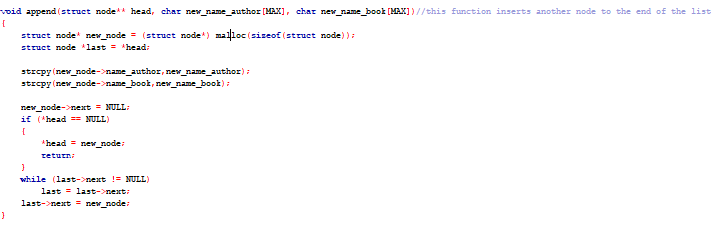 void append(struct node** head, char new_name_author[MAX], char new_name_book[MAX])//this function inserts another node to the end of the list
{
struct node* new_node = (struct node*) malloc(sizeof(struct node));
struct node *last = *head;
strcpy(new_node->name_author,new_name_author);
strcpy(new_node->name_book,new_name_book);
new_node->next = NULL;
if (*head == NULL)
{
*head = new_node;
return;
}
while (last->next != NULL)
last = last->next;
last->next = new_node;
}